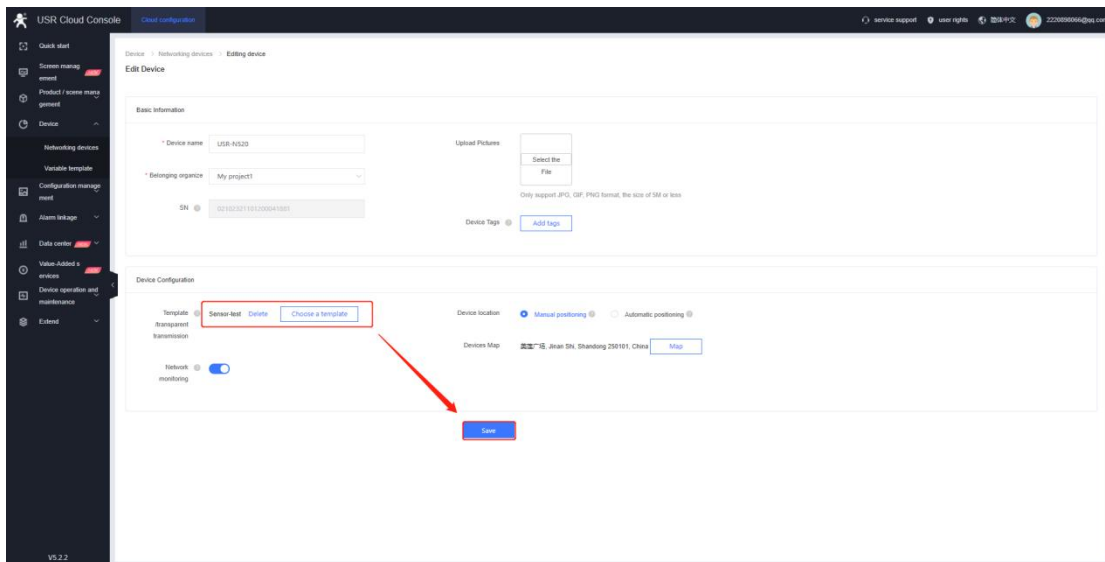 USR Cloud Console
Cloud configuration
service support
user rights
简体中文
2220898066@qq.com
Quick start
Screen manag
ement
Product / scene mana
gement
Device
Networking devices
Variable template
Configuration manage
ment
Alarm linkage
Data center
Value-Added s
ervices
Device operation and
maintenance
Extend
V5.2.2
Device > Networking devices > Editing device
Edit Device
Basic Information
* Device name USR-N520
* Belonging organize My project1
SN
Upload Pictures
Select the
File
Only support JPG, GIF, PNG format, the size of 5M or less
Device Tags Add tags
Device Configuration
Template
/transparent
transmission
Sensor-test Delete Choose a template
Network
monitoring
Device location Manual positioning Automatic positioning
Devices Map
Jinan Shi, Shandong 250101, China Map
Save